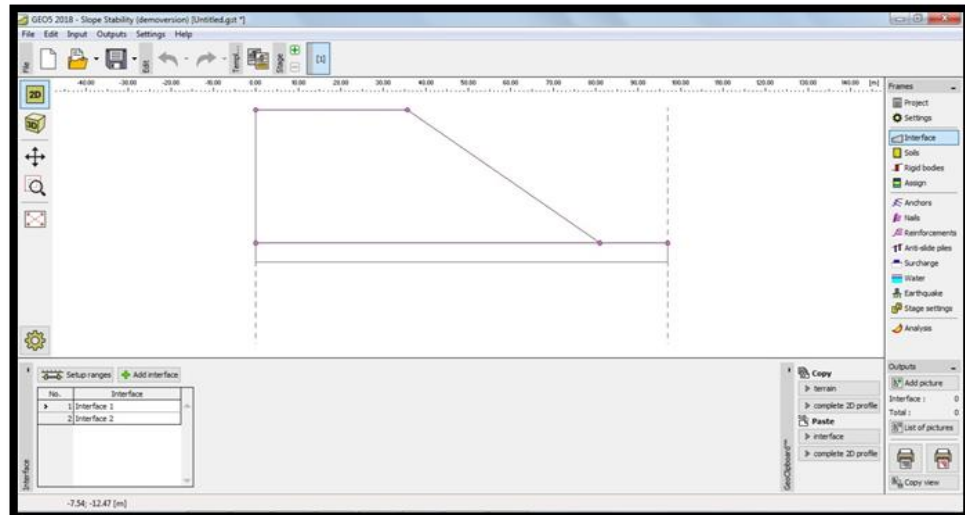 GEO5 2018 - Slope Stability (demoversion) [Untitled.gst *]
File Edit Input Outputs Settings Help
File
Edit
Templ...
Stage
[1]
-40.00 -30.00 -20.00 -10.00 0.00 10.00 20.00 30.00 40.00 50.00 60.00 70.00 80.00 90.00 100.00 110.00 120.00 130.00 140.00 [m]
2D
3D
Frames
Project
Settings
Interface
Soils
Rigid bodies
Assign
Anchors
Nails
Reinforcements
Anti-slide piles
Surcharge
Water
Earthquake
Stage settings
Analysis
Setup ranges Add interface
No. Interface
1 Interface 1
2 Interface 2
Interface
Copy
terrain
complete 2D profile
Paste
interface
complete 2D profile
GeoClipboard™
Outputs
Add picture
Interface : 0
Total : 0
List of pictures
Copy view
-7.54; -12.47 [m]